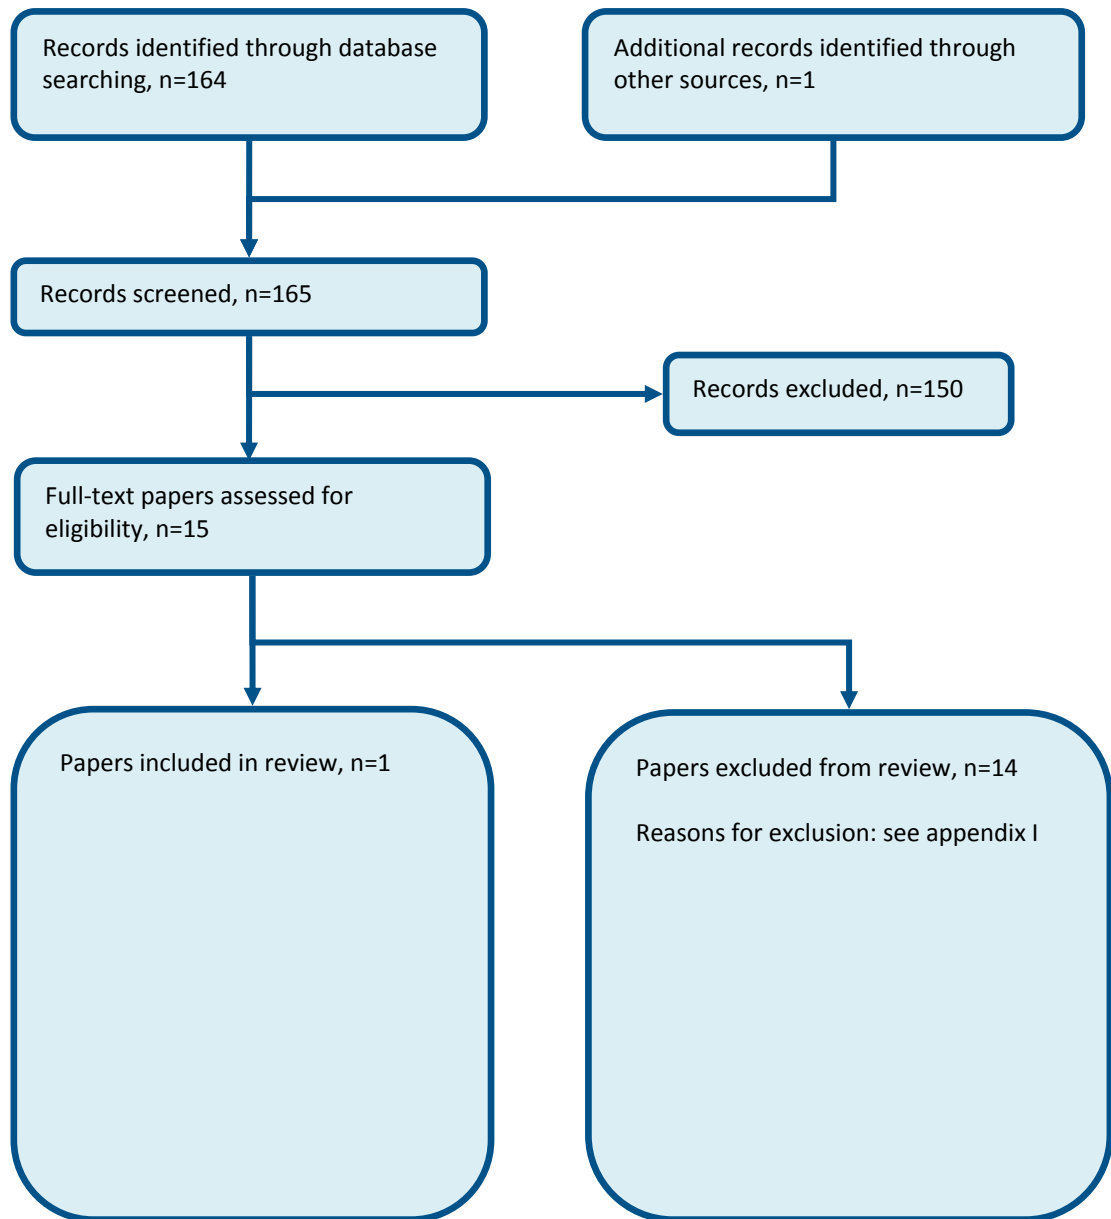 Records identified through database
searching, n=164
Additional records identified through
other sources, n=1
Records screened, n=165
Records excluded, n=150
Full-text papers assessed for
eligibility, n=15
Papers included in review, n=1
Papers excluded from review, n=14
Reasons for exclusion: see appendix I